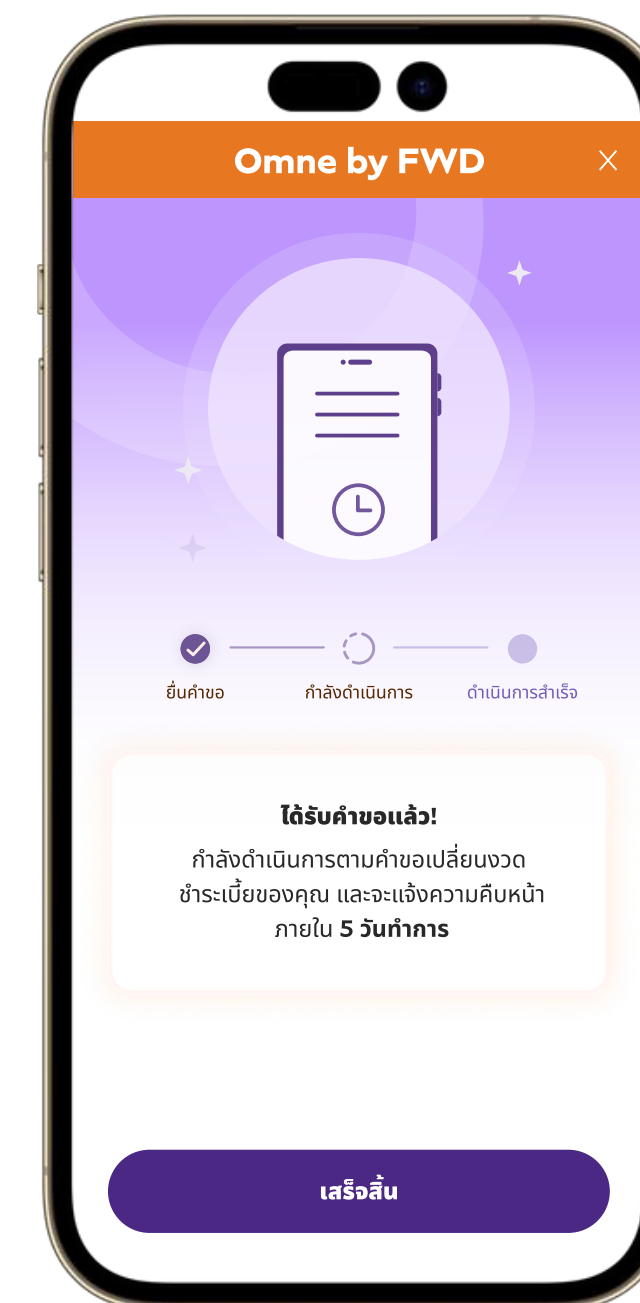 Omne by FWD
ยื่นคำขอ
กำลังดำเนินการ
ดำเนินการสำเร็จ
ได้รับคำขอแล้ว!
กำลังดำเนินการตามคำขอเปลี่ยนงวด
ชำระเบี้ยของคุณ และจะแจ้งความคืบหน้า
ภายใน 5 วันทำการ
เสร็จสิ้น